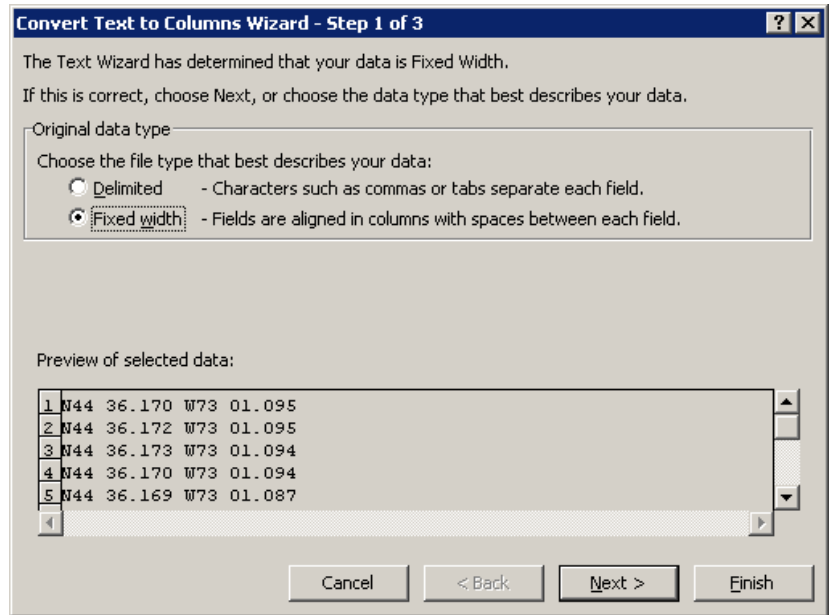 Convert Text to Columns Wizard - Step 1 of 3
The Text Wizard has determined that your data is Fixed Width.
If this is correct, choose Next, or choose the data type that best describes your data.
Original data type
Choose the file type that best describes your data:
Delimited - Characters such as commas or tabs separate each field.
Fixed width - Fields are aligned in columns with spaces between each field.
Preview of selected data:
1 N44 36.170 W73 01.095
2 N44 36.172 W73 01.095
3 N44 36.173 W73 01.094
4 N44 36.170 W73 01.094
5 N44 36.169 W73 01.087
Cancel < Back Next > Finish